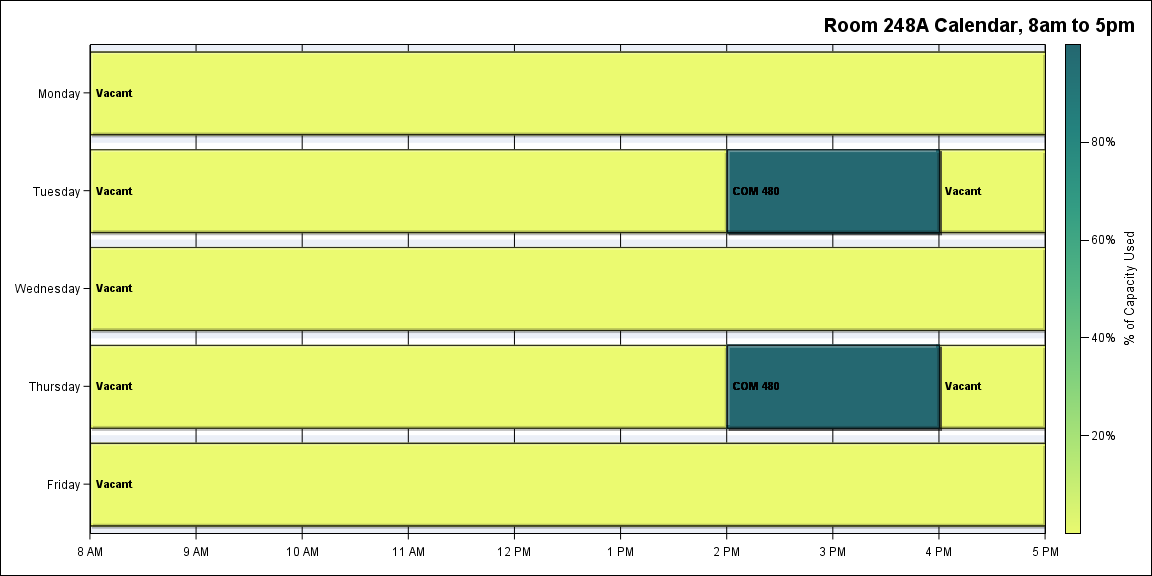 Room 248A Calendar, 8am to 5pm
Monday
Vacant
Tuesday
Vacant
COM 480
Vacant
Wednesday
Vacant
Thursday
Vacant
COM 480
Vacant
Friday
Vacant
8 AM
9 AM
10 AM
11 AM
12 PM
1 PM
2 PM
3 PM
4 PM
5 PM
80%
60%
40%
20%
% of Capacity Used